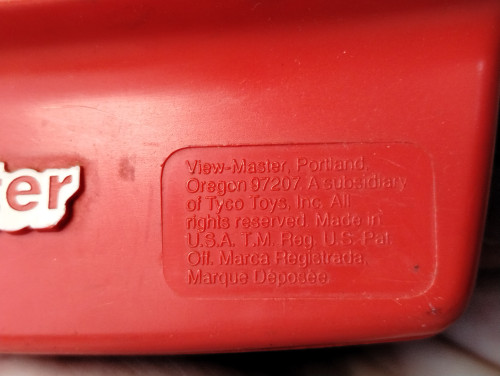 ter
View-Master, Portland,
Oregon 97207 A subsidiary
of Tyco Toys, Inc. All
rights reserved. Made in
U.S.A. T.M. Reg. U.S. Pat.
Off. Marca Registrada.
Marque Déposée